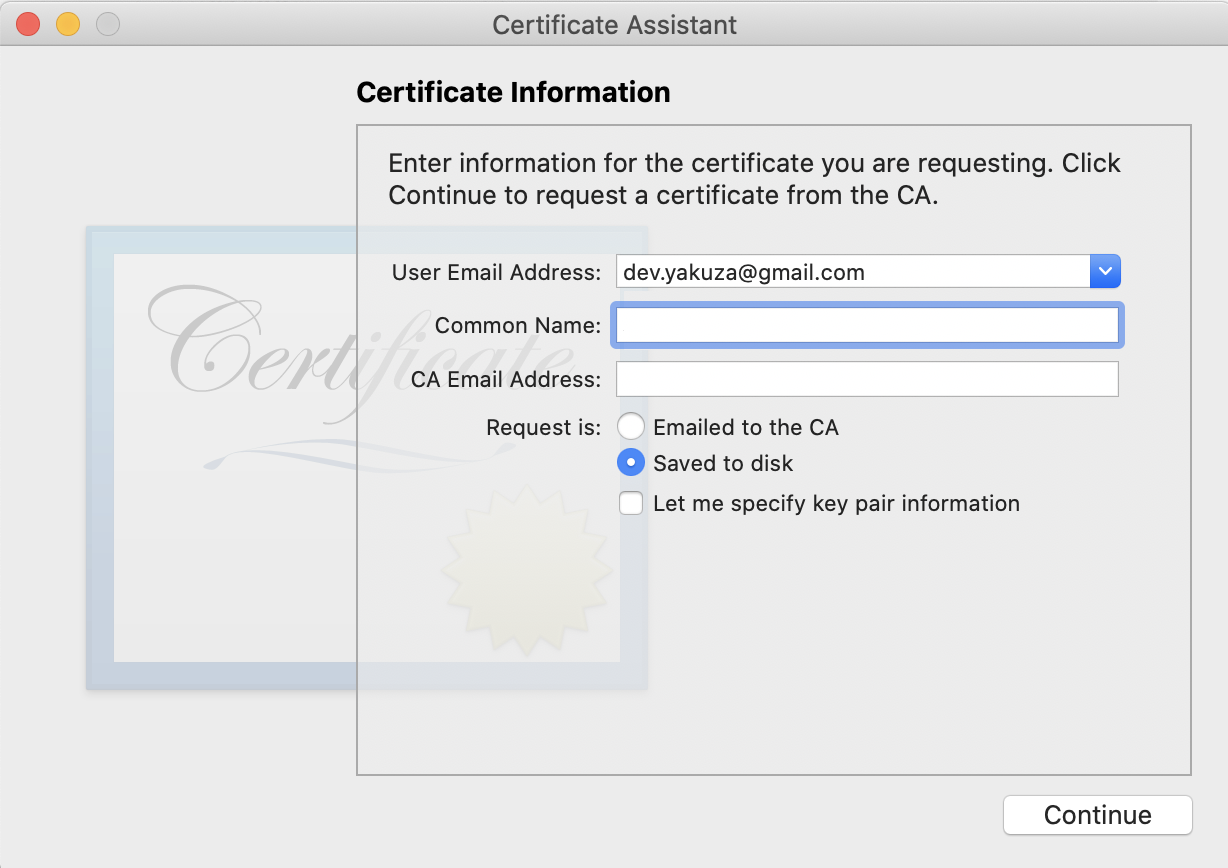 Certificate Assistant
Certificate Information
Enter information for the certificate you are requesting. Click
Continue to request a certificate from the CA.
Certificate
User Email Address: dev.yakuza@gmail.com
Common Name:
CA Email Address:
Request is: Emailed to the CA
Saved to disk
Let me specify key pair information
Continue